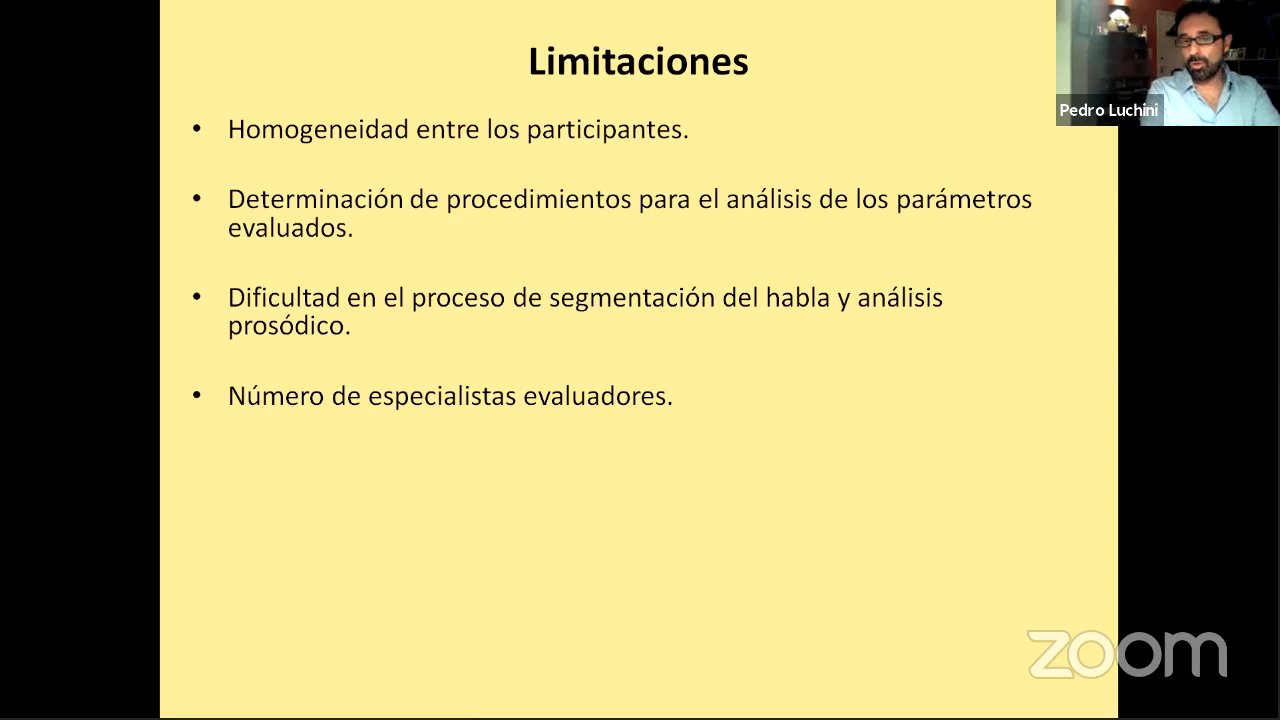 Limitaciones
Pedro Luchini
• Homogeneidad entre los participantes.
• Determinación de procedimientos para el análisis de los parámetros
evaluados.
• Dificultad en el proceso de segmentación del habla y análisis
prosódico.
• Número de especialistas evaluadores.
zoom